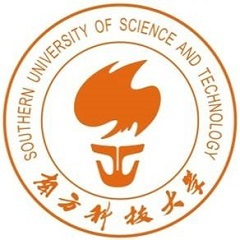 SOUTHERN UNIVERSITY OF SCIENCE AND TECHNOLOGY
南方科技大学